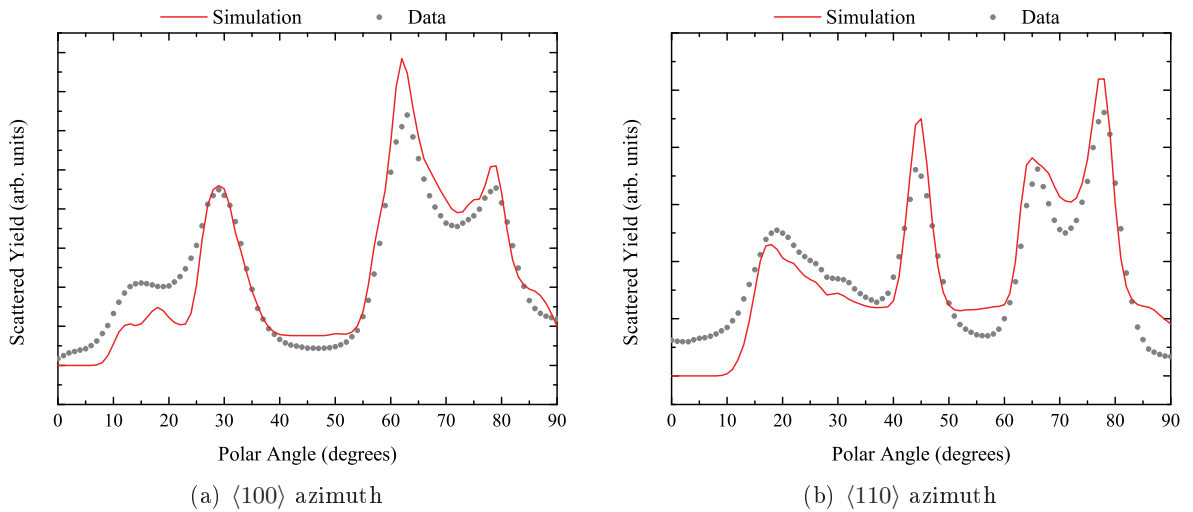 Simulation Data
Scattered Yield (arb. units)
0 10 20 30 40 50 60 70 80 90
Polar Angle (degrees)
(a) ⟨100⟩ azimuth
Simulation Data
Scattered Yield (arb. units)
0 10 20 30 40 50 60 70 80 90
Polar Angle (degrees)
(b) ⟨110⟩ azimuth